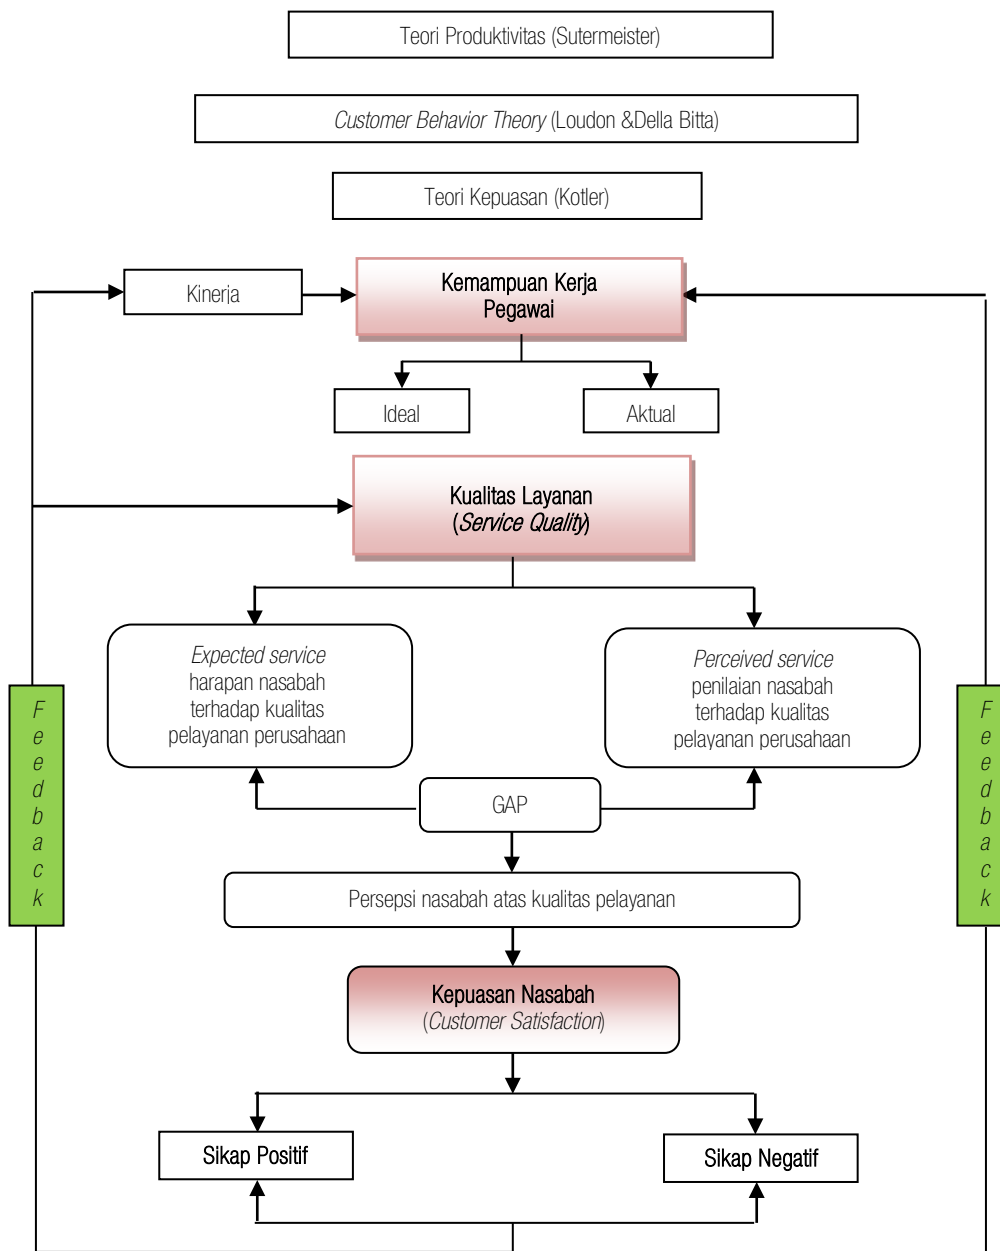 Teori Produktivitas (Sutermeister)
Customer Behavior Theory (Loudon &Della Bitta)
Teori Kepuasan (Kotler)
Kinerja
Kemampuan Kerja
Pegawai
Ideal
Aktual
Kualitas Layanan
(Service Quality)
Expected service
harapan nasabah
terhadap kualitas
pelayanan perusahaan
Perceived service
penilaian nasabah
terhadap kualitas
pelayanan perusahaan
F
e
e
d
b
a
c
k
F
e
e
d
b
a
c
k
GAP
Persepsi nasabah atas kualitas pelayanan
Kepuasan Nasabah
(Customer Satisfaction)
Sikap Positif
Sikap Negatif